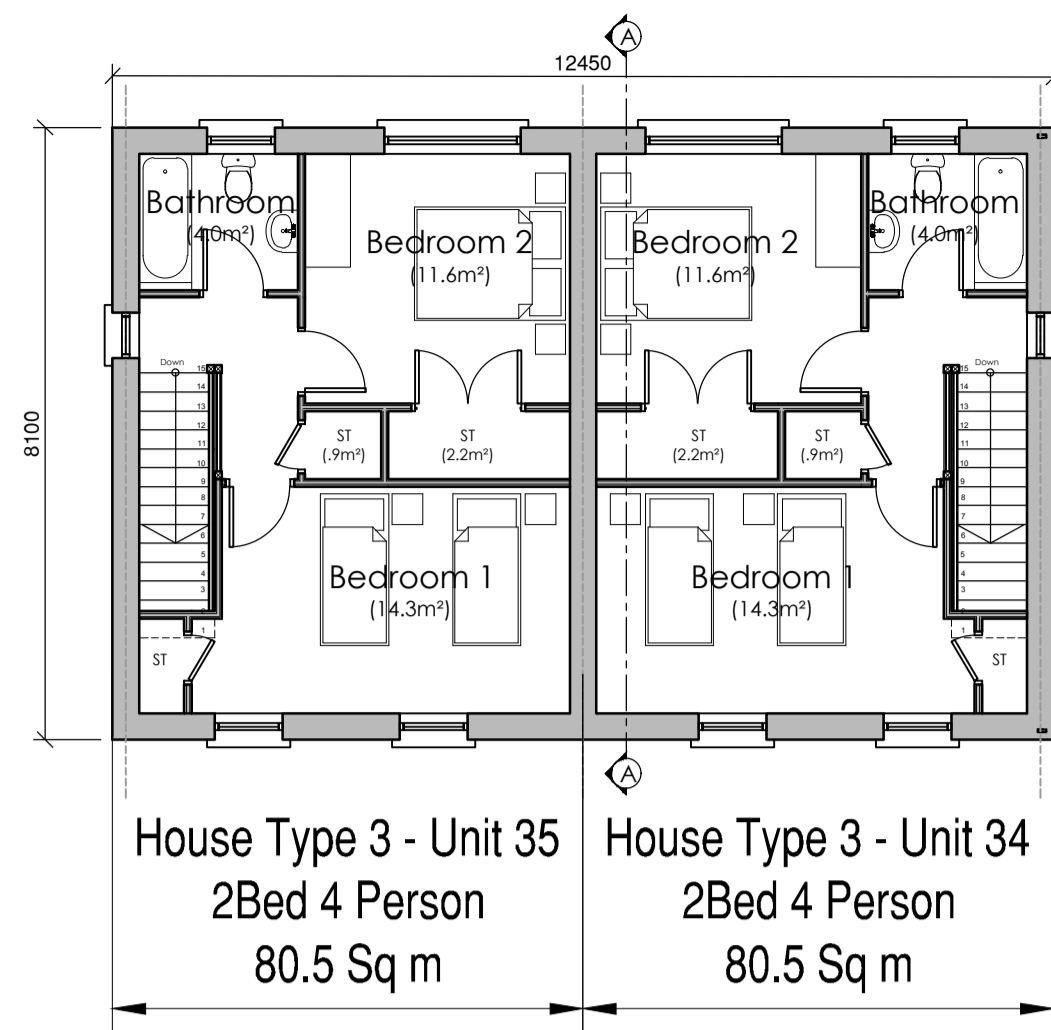 A
12450
8100
Bathroom
(4.0m²)
Bedroom 2
(11.6m²)
Bedroom 2
(11.6m²)
Bathroom
(4.0m²)
Down
15
14
13
12
11
10
9
8
7
6
5
4
3
2
1
ST
(.9m²)
ST
(2.2m²)
ST
(2.2m²)
ST
(.9m²)
Down
15
14
13
12
11
10
9
8
7
6
5
4
3
2
1
Bedroom 1
(14.3m²)
Bedroom 1
(14.3m²)
ST
ST
A
House Type 3 - Unit 35
2Bed 4 Person
80.5 Sq m
House Type 3 - Unit 34
2Bed 4 Person
80.5 Sq m